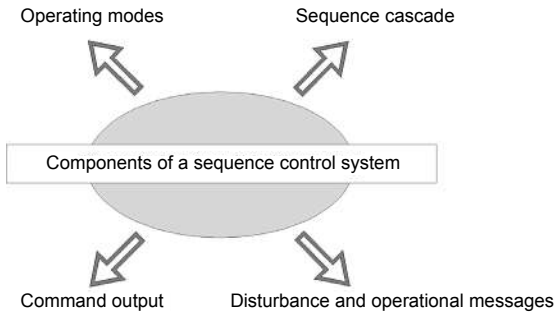 Operating modes
Sequence cascade
Components of a sequence control system
Command output
Disturbance and operational messages